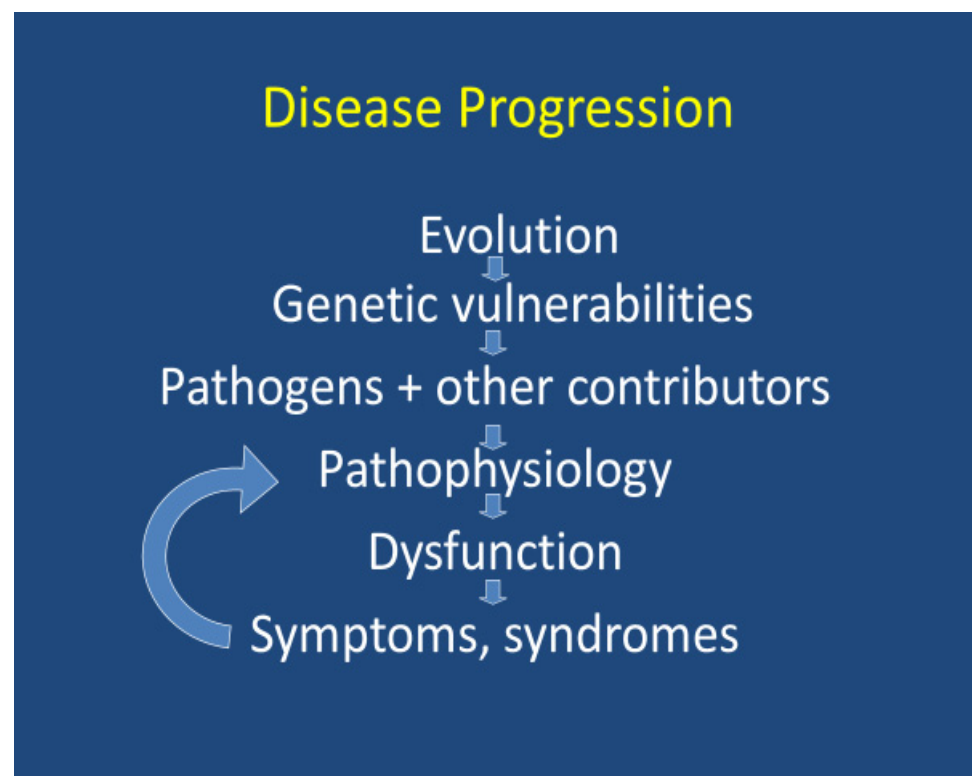 Disease Progression
Evolution
Genetic vulnerabilities
Pathogens + other contributors
Pathophysiology
Dysfunction
Symptoms, syndromes